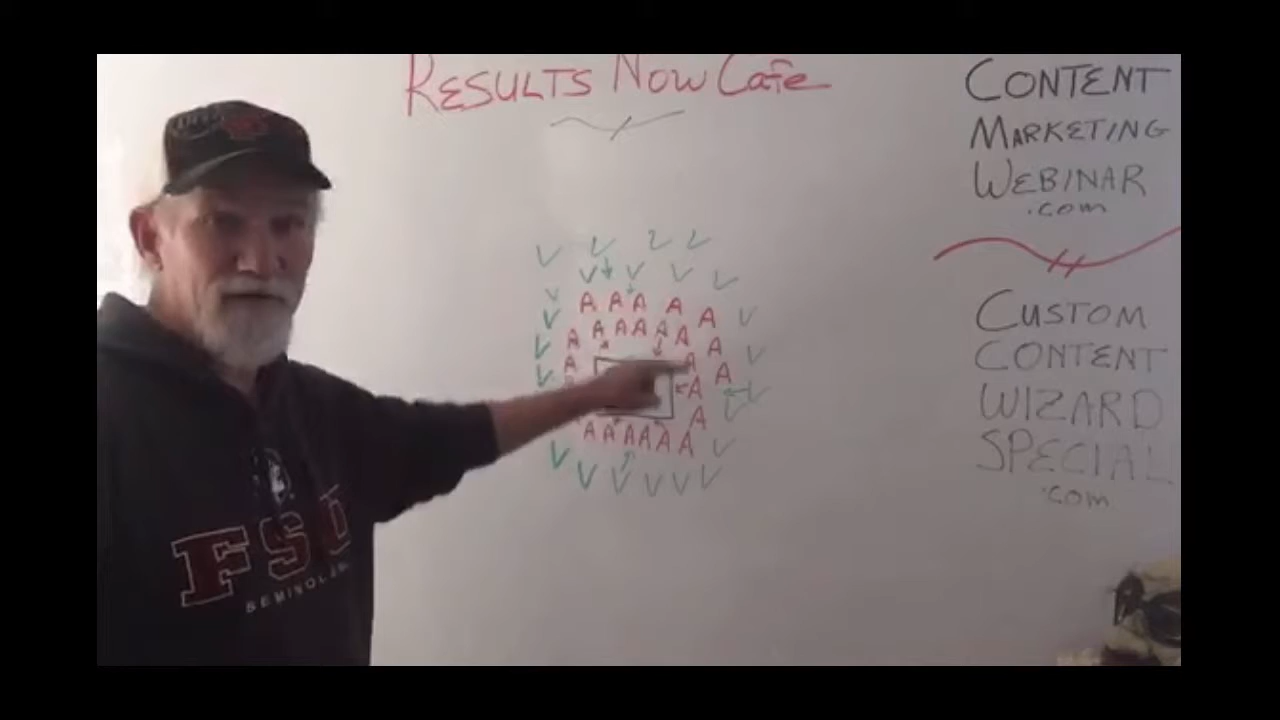 RESULTS NOW CAFE
CONTENT
MARKETING
WEBINAR
.com
CUSTOM
CONTENT
WIZARD
SPECIAL
.com
V V V V
V V V V V
V A A A A A V
V A A A A A A
V A A A V
V A A V
A V
A A A A A A V
V V V V V V
FSU
SEMINOLES